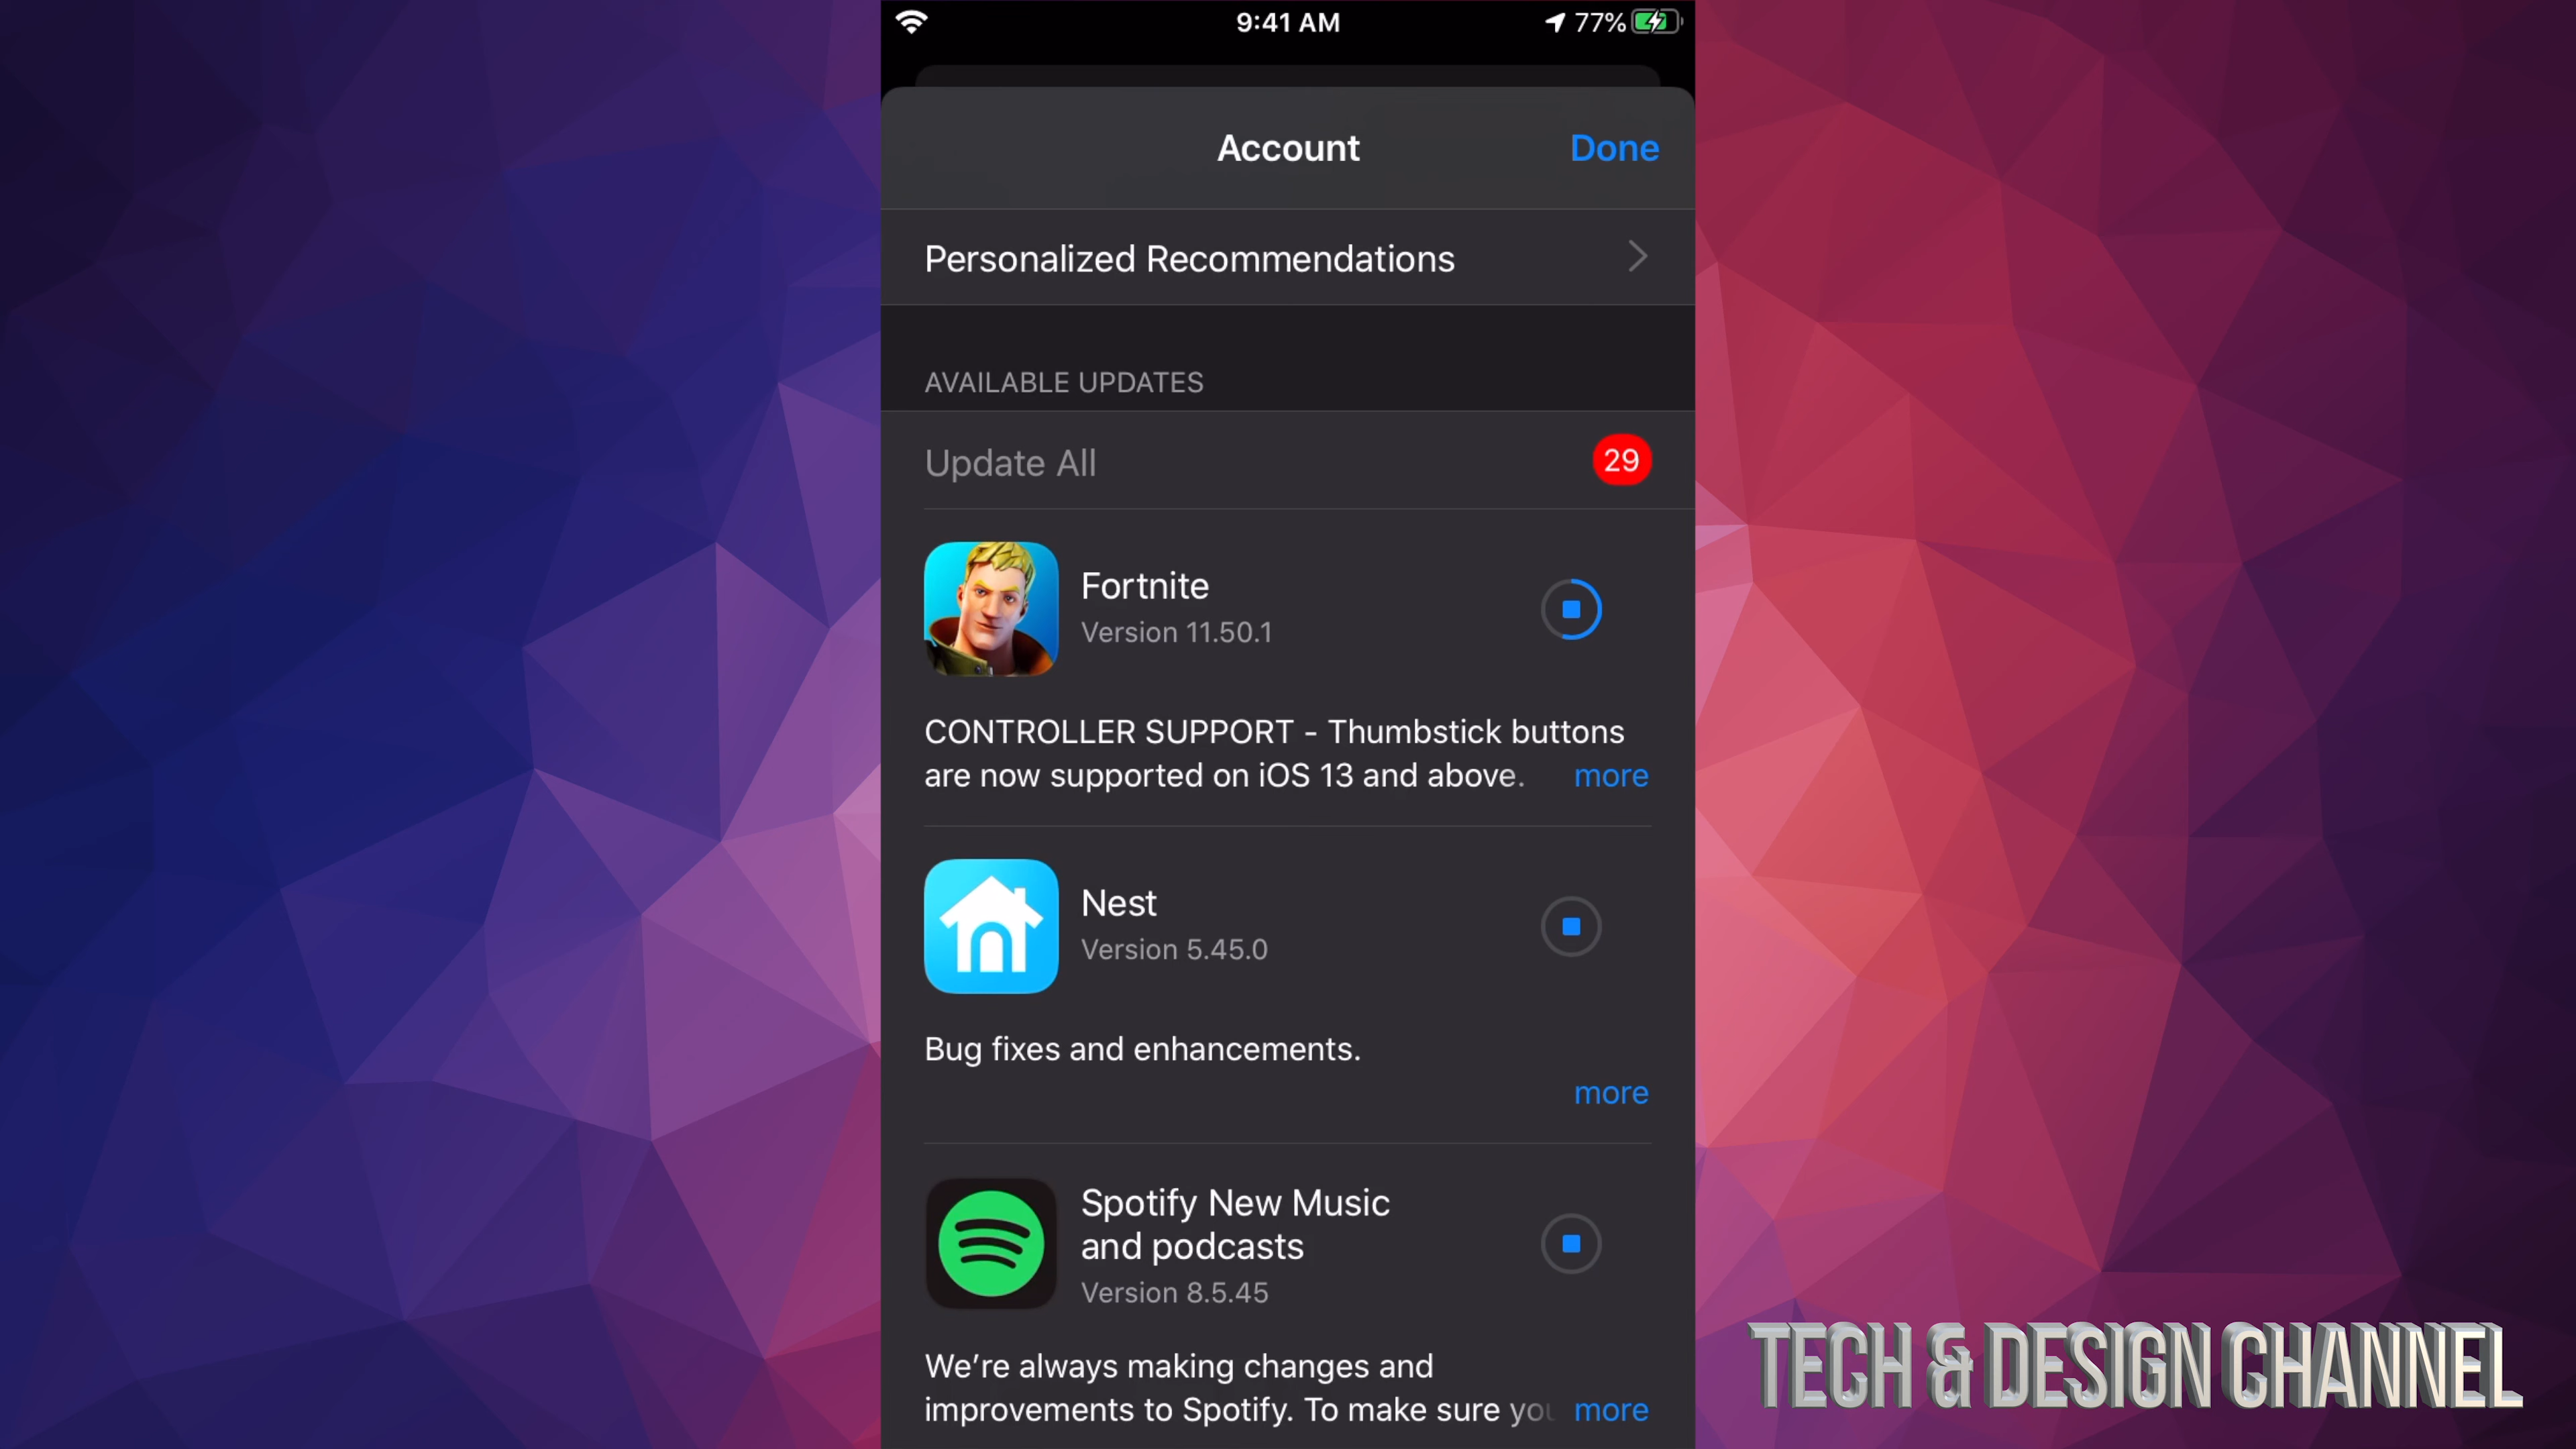 9:41 AM
77%
Account
Done
Personalized Recommendations
AVAILABLE UPDATES
Update All
29
Fortnite
Version 11.50.1
CONTROLLER SUPPORT - Thumbstick buttons
are now supported on iOS 13 and above.
more
Nest
Version 5.45.0
Bug fixes and enhancements.
more
Spotify New Music
and podcasts
Version 8.5.45
We're always making changes and
improvements to Spotify. To make sure you
more
TECH & DESIGN CHANNEL